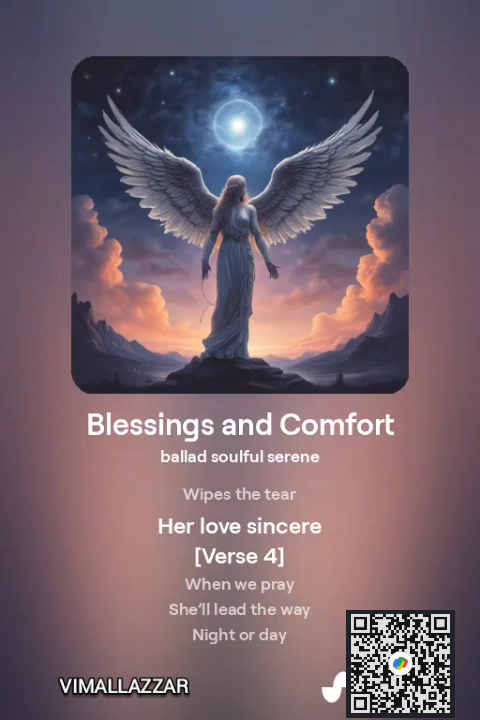 Blessings and Comfort
ballad soulful serene
Wipes the tear
Her love sincere
[Verse 4]
When we pray
She’ll lead the way
Night or day
VIMALLAZZAR